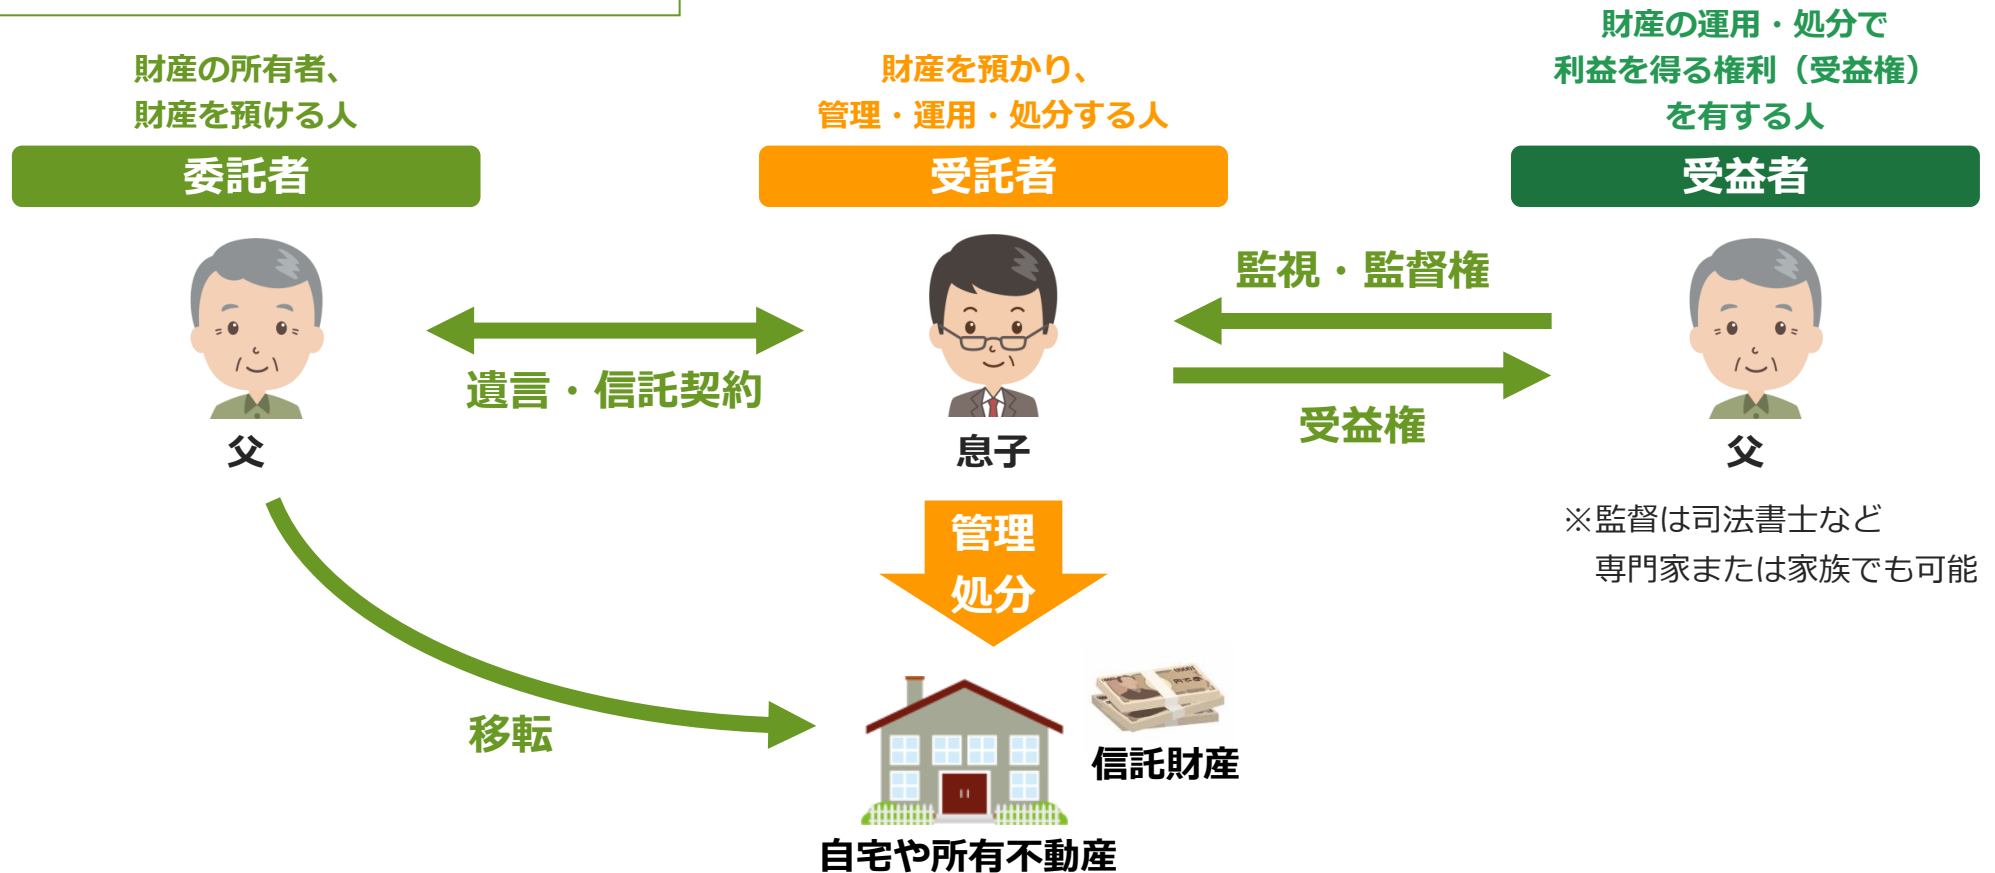 財産の所有者、
財産を預ける人
委託者
父
財産を預かり、
管理・運用・処分する人
受託者
息子
財産の運用・処分で
利益を得る権利（受益権）
を有する人
受益者
父
遺言・信託契約
監視・監督権
受益権
※監督は司法書士など
専門家または家族でも可能
管理
処分
移転
信託財産
自宅や所有不動産